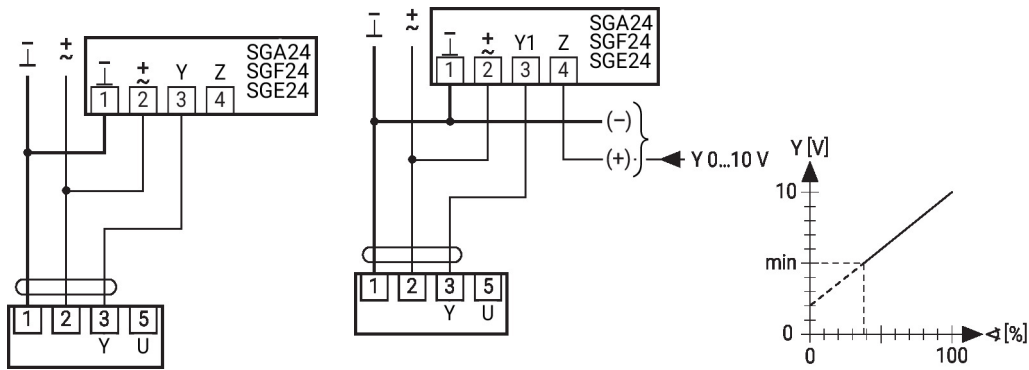 – +
⊥ ~
– + Y Z
⊥ ~
1 2 3 4
SGA24
SGF24
SGE24
1 2 3 5
Y U
– +
⊥ ~
– + Y1 Z
⊥ ~
1 2 3 4
SGA24
SGF24
SGE24
(–)
(+) Y 0...10 V
1 2 3 5
Y U
Y [V]
10
min
0
∢ [%]
0 100